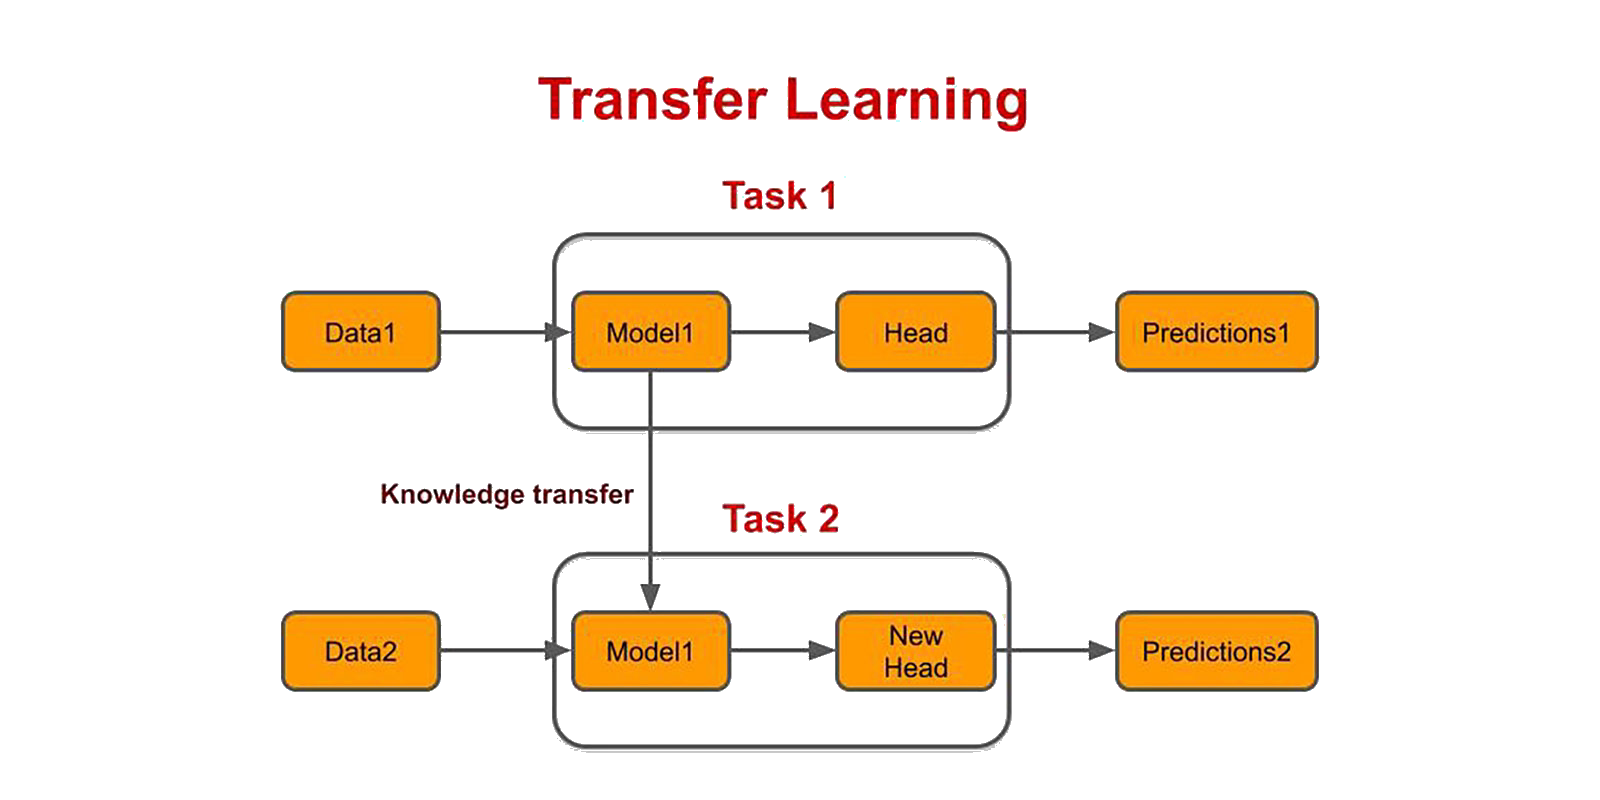 Transfer Learning
Task 1
Data1
Model1
Head
Predictions1
Knowledge transfer
Task 2
Data2
Model1
New
Head
Predictions2